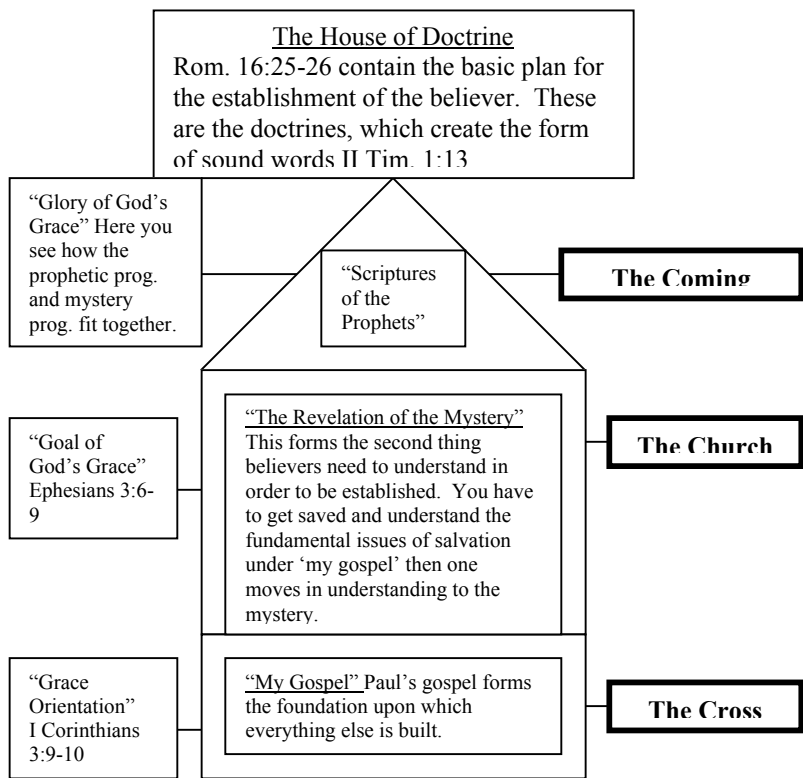 The House of Doctrine
Rom. 16:25-26 contain the basic plan for
the establishment of the believer.  These
are the doctrines, which create the form
of sound words II Tim. 1:13
“Glory of God’s
Grace” Here you
see how the
prophetic prog.
and mystery
prog. fit together.
“Scriptures
of the
Prophets”
The Coming
“Goal of
God’s Grace”
Ephesians 3:6-
9
“The Revelation of the Mystery”
This forms the second thing
believers need to understand in
order to be established.  You have
to get saved and understand the
fundamental issues of salvation
under ‘my gospel’ then one
moves in understanding to the
mystery.
The Church
“Grace
Orientation”
I Corinthians
3:9-10
“My Gospel” Paul’s gospel forms
the foundation upon which
everything else is built.
The Cross